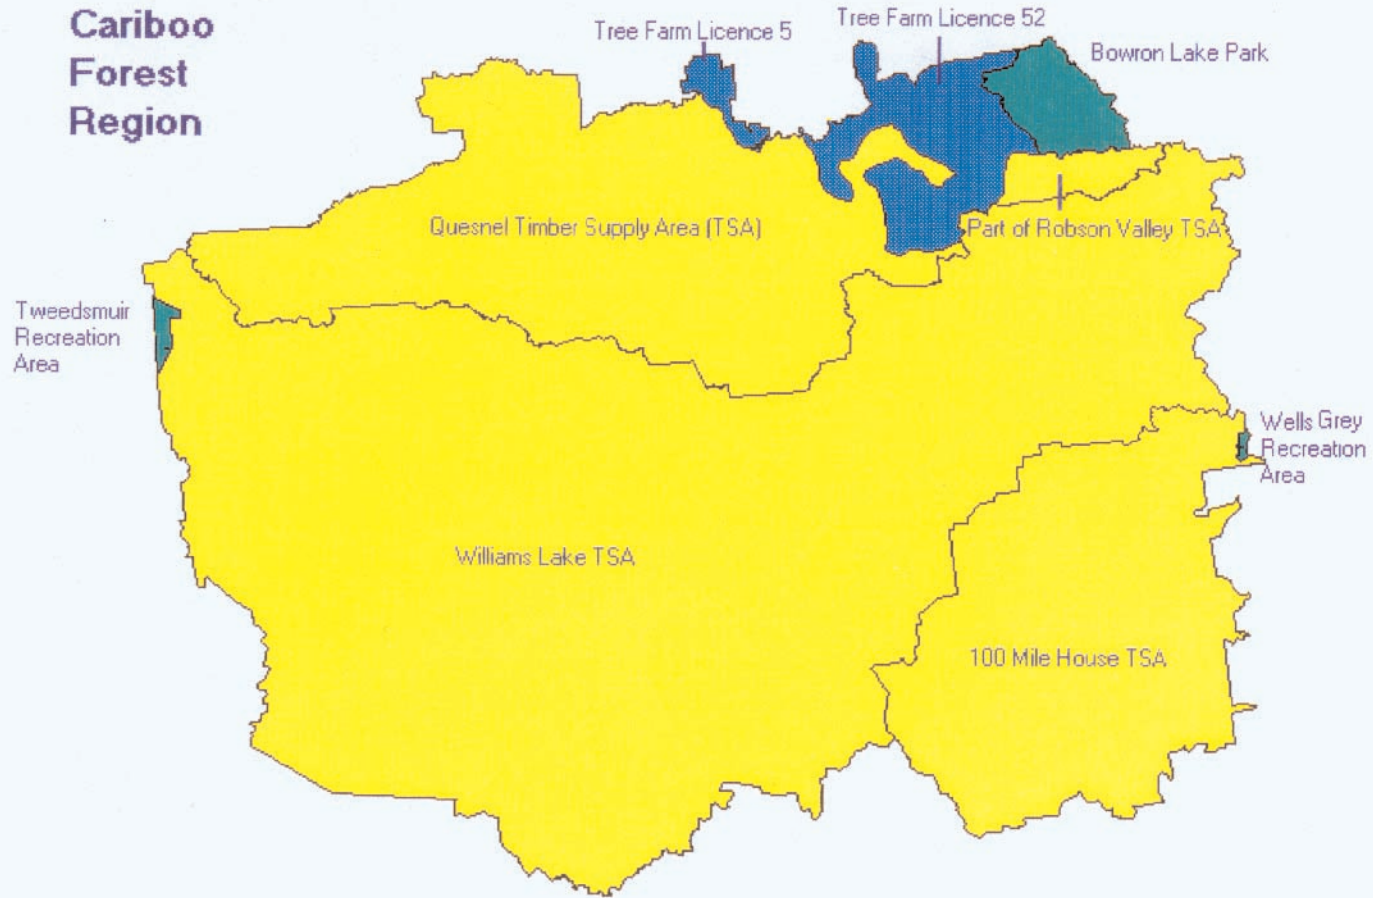 Cariboo
Forest
Region
Tree Farm Licence 5
Tree Farm Licence 52
Bowron Lake Park
Quesnel Timber Supply Area (TSA)
Part of Robson Valley TSA
Tweedsmuir
Recreation
Area
Wells Grey
Recreation
Area
Williams Lake TSA
100 Mile House TSA